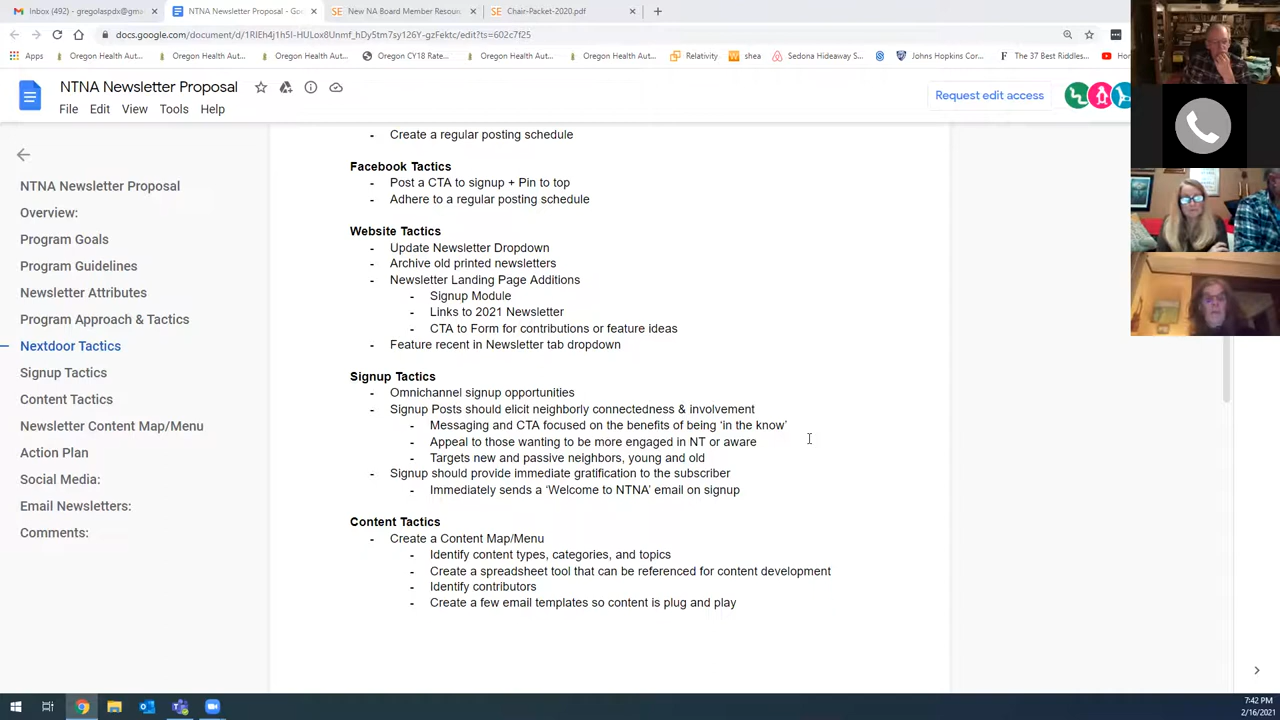 Inbox (492) - gregolaspdx@gmai
NTNA Newsletter Proposal - Goo
New NA Board Member Resourc
Chair-Packet-2020.pdf
docs.google.com/document/d/1RIEh4j1h5I-HULox8Unmf_hDy5tm7sy126Y-gzFektc/edit?ts=602c7f25
Apps
Oregon Health Aut...
Oregon Health Aut...
Oregon Health Aut...
Oregon Health Aut...
Oregon Health Aut...
Oregon Health Aut...
Relativity
shea
Sedona Hideaway S...
Johns Hopkins Cor...
The 37 Best Riddles...
Hom
NTNA Newsletter Proposal
File Edit View Tools Help
Request edit access
NTNA Newsletter Proposal
Overview:
Program Goals
Program Guidelines
Newsletter Attributes
Program Approach & Tactics
Nextdoor Tactics
Signup Tactics
Content Tactics
Newsletter Content Map/Menu
Action Plan
Social Media:
Email Newsletters:
Comments:
- Create a regular posting schedule
Facebook Tactics
- Post a CTA to signup + Pin to top
- Adhere to a regular posting schedule
Website Tactics
- Update Newsletter Dropdown
- Archive old printed newsletters
- Newsletter Landing Page Additions
- Signup Module
- Links to 2021 Newsletter
- CTA to Form for contributions or feature ideas
- Feature recent in Newsletter tab dropdown
Signup Tactics
- Omnichannel signup opportunities
- Signup Posts should elicit neighborly connectedness & involvement
- Messaging and CTA focused on the benefits of being ‘in the know’
- Appeal to those wanting to be more engaged in NT or aware
- Targets new and passive neighbors, young and old
- Signup should provide immediate gratification to the subscriber
- Immediately sends a ‘Welcome to NTNA’ email on signup
Content Tactics
- Create a Content Map/Menu
- Identify content types, categories, and topics
- Create a spreadsheet tool that can be referenced for content development
- Identify contributors
- Create a few email templates so content is plug and play
7:42 PM
2/16/2021